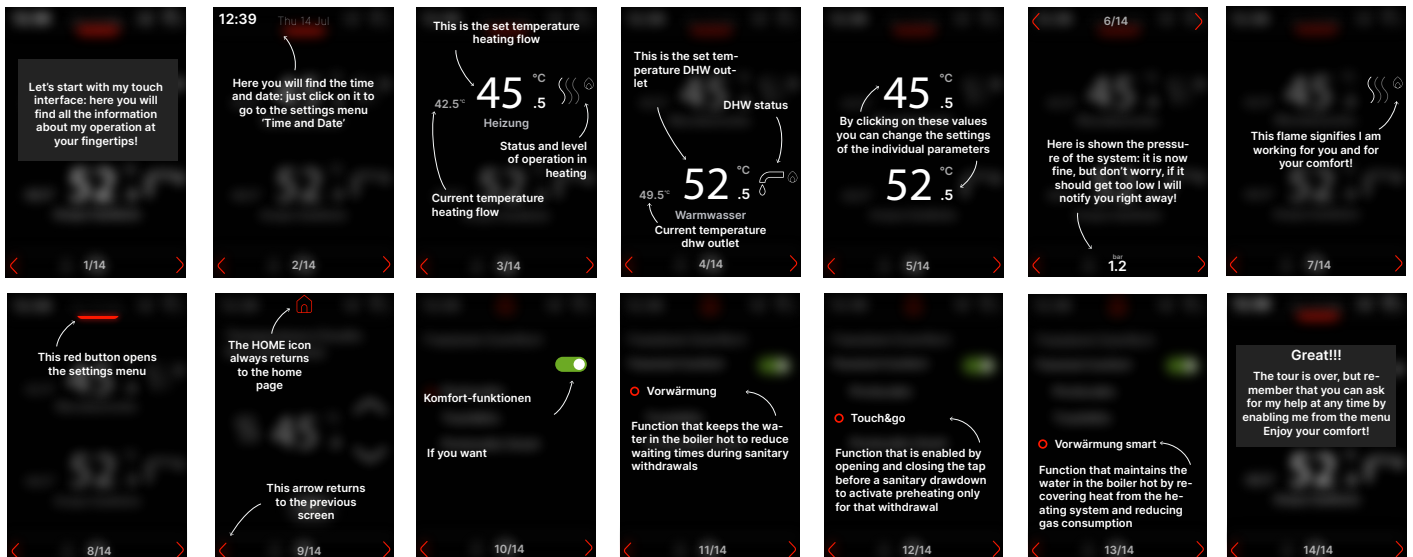 Let's start with my touch
interface: here you will
find all the information
about my operation at
your fingertips!
1/14
12:39
Thu 14 Jul
Here you will find the time
and date: just click on it to
go to the settings menu
'Time and Date'
2/14
This is the set temperature
heating flow
45 .5 °C
42.5°C
Heizung
Status and level
of operation in
heating
Current temperature
heating flow
3/14
This is the set tem-
perature DHW out-
let
DHW status
52 .5 °C
49.5°C
Warmwasser
Current temperature
dhw outlet
4/14
45 .5 °C
By clicking on these values
you can change the settings
of the individual parameters
52 .5 °C
5/14
6/14
Here is shown the pressu-
re of the system: it is now
fine, but don't worry, if it
should get too low I will
notify you right away!
bar
1.2
This flame signifies I am
working for you and for
your comfort!
7/14
This red button opens
the settings menu
8/14
The HOME icon
always returns
to the home
page
This arrow returns
to the previous
screen
9/14
Komfort-funktionen
If you want
10/14
Vorwärmung
Function that keeps the wa-
ter in the boiler hot to reduce
waiting times during sanitary
withdrawals
11/14
Touch&go
Function that is enabled by
opening and closing the tap
before a sanitary drawdown
to activate preheating only
for that withdrawal
12/14
Vorwärmung smart
Function that maintains the
water in the boiler hot by re-
covering heat from the he-
ating system and reducing
gas consumption
13/14
Great!!!
The tour is over, but re-
member that you can ask
for my help at any time by
enabling me from the menu
Enjoy your comfort!
14/14